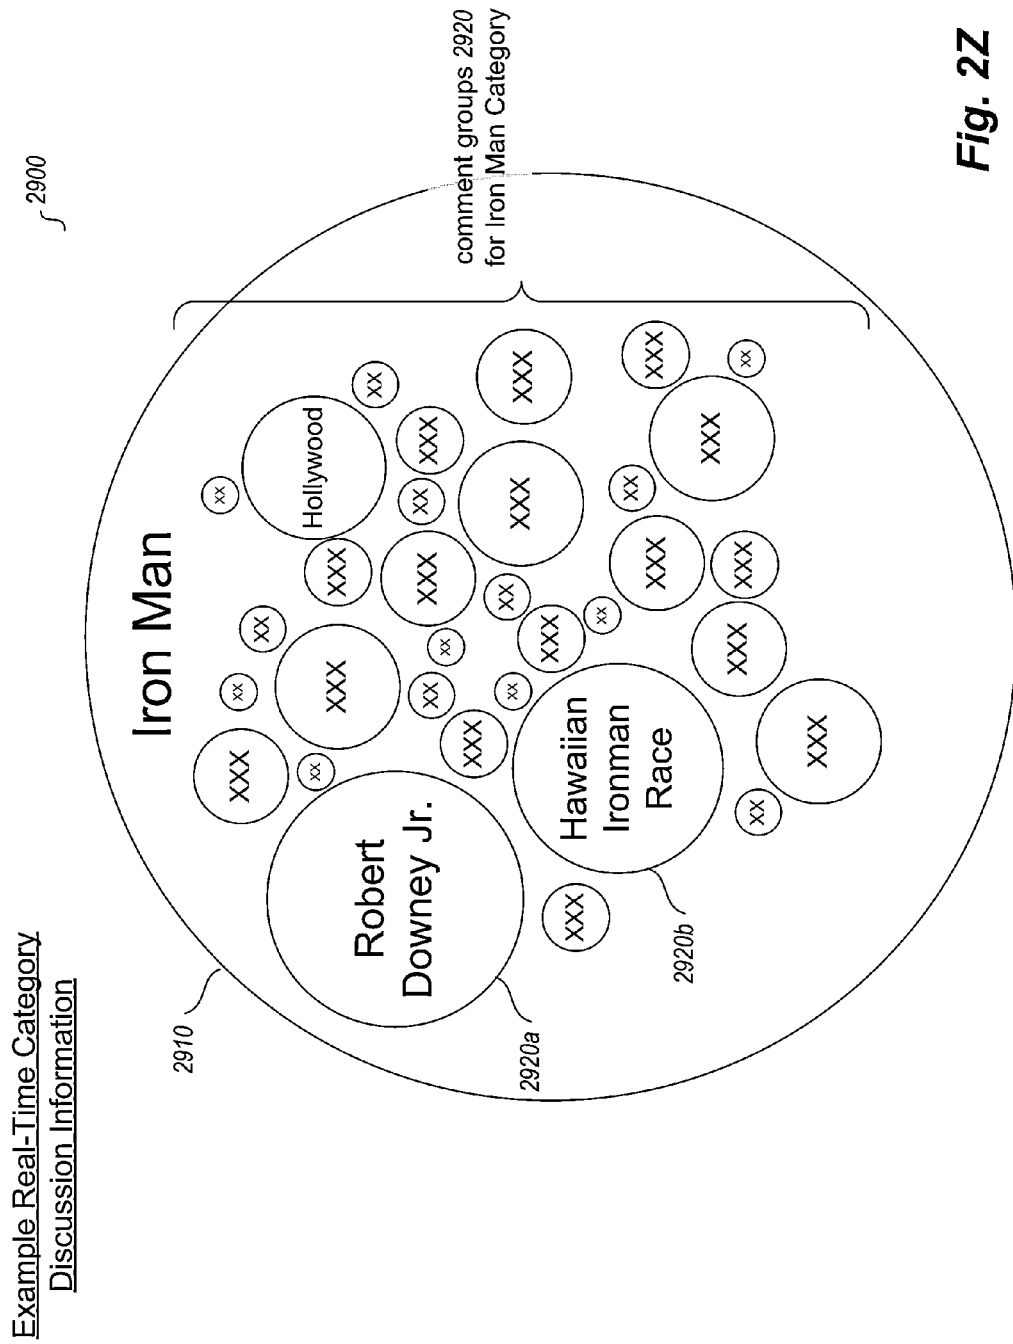 Example Real-Time Category
Discussion Information
2900
Iron Man
2910
xx
XXX
xx
XX
Hollywood
xx
XXX
XXX
XX
Robert
Downey Jr.
XXX
XX
XXX
XX
xx
comment groups 2920
for Iron Man Category
XXX
XX
xx
XXX
XXX
2920a
XXX
Hawaiian
Ironman
Race
XXX
xx
XX
XXX
XXX
2920b
XXX
XXX
XXX
xx
XX
XXX
Fig. 2Z